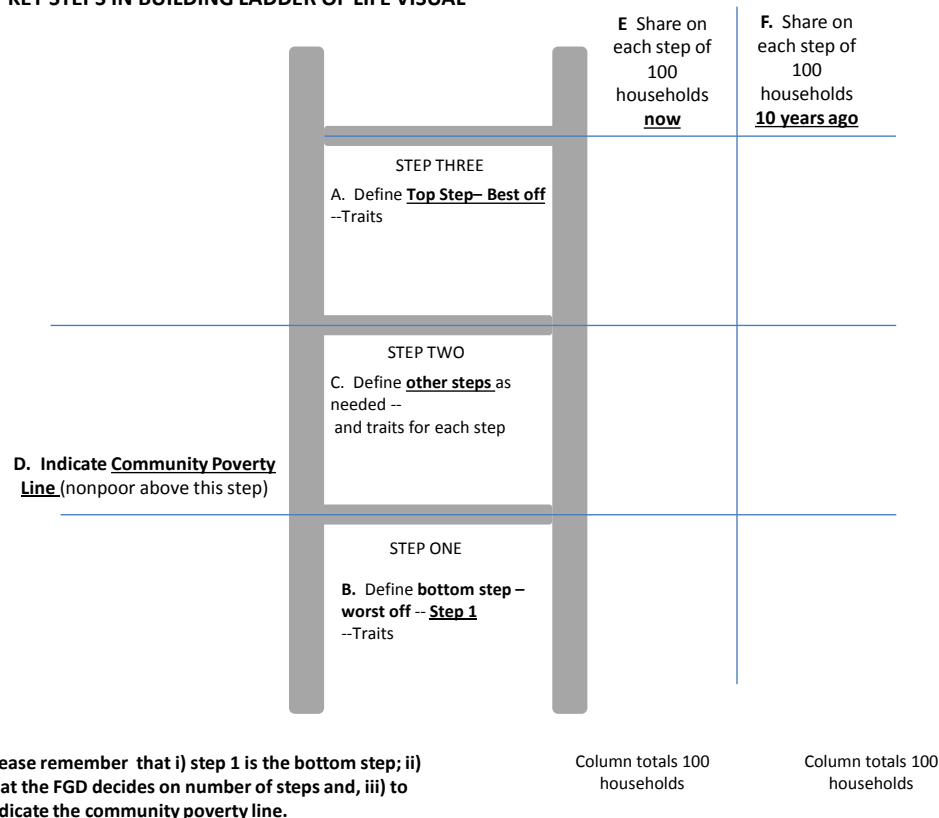 KEY STEPS IN BUILDING LADDER OF LIFE VISUAL
E Share on
each step of
100
households
now
F. Share on
each step of
100
households
10 years ago
STEP THREE
A. Define Top Step– Best off
--Traits
STEP TWO
C. Define other steps as
needed --
and traits for each step
D. Indicate Community Poverty
Line (nonpoor above this step)
STEP ONE
B. Define bottom step –
worst off -- Step 1
--Traits
remember that i) step 1 is the bottom step; ii)
the FGD decides on number of steps and, iii) to
the community poverty line.
Column totals 100
households
Column totals 100
households